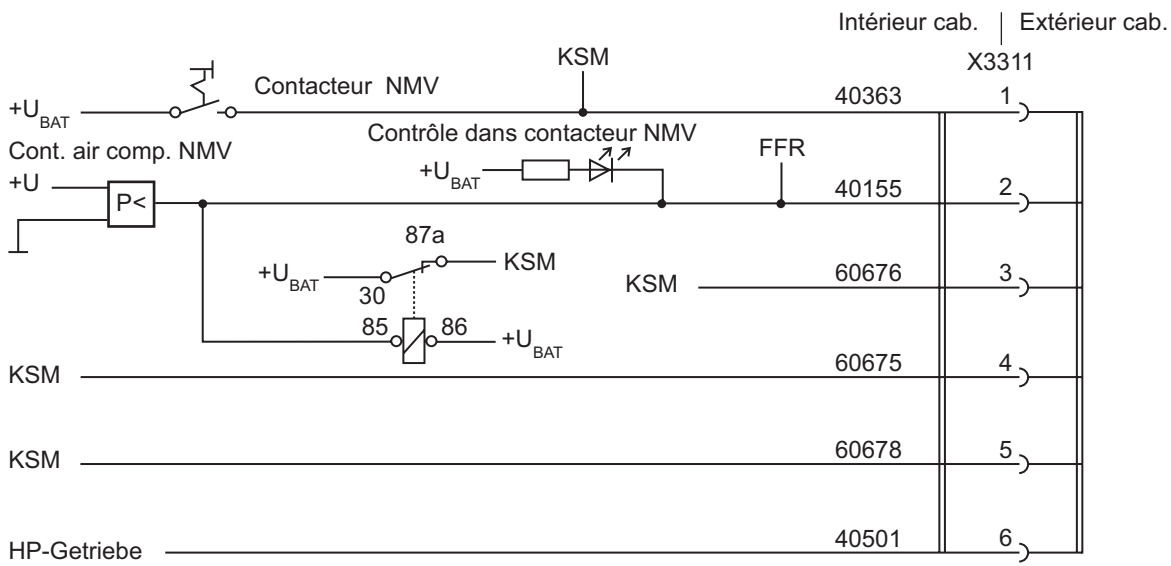 Intérieur cab. | Extérieur cab.
X3311
KSM
Contacteur NMV
+UBAT
40363 1
Contrôle dans contacteur NMV
Cont. air comp. NMV
FFR
+UBAT
+U
P<
40155 2
87a
+UBAT
KSM
30
KSM 60676 3
85 86
+UBAT
KSM 60675 4
KSM 60678 5
HP-Getriebe 40501 6